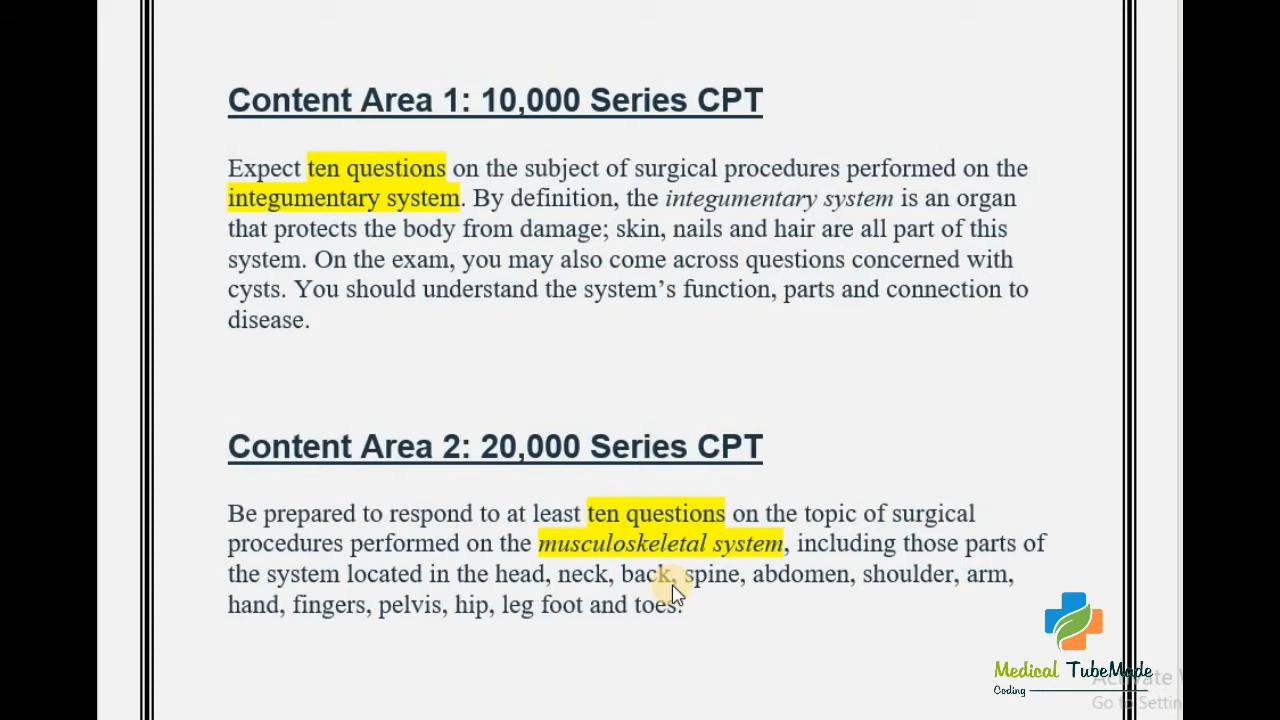 Content Area 1: 10,000 Series CPT
Expect ten questions on the subject of surgical procedures performed on the
integumentary system. By definition, the integumentary system is an organ
that protects the body from damage; skin, nails and hair are all part of this
system. On the exam, you may also come across questions concerned with
cysts. You should understand the system’s function, parts and connection to
disease.
Content Area 2: 20,000 Series CPT
Be prepared to respond to at least ten questions on the topic of surgical
procedures performed on the musculoskeletal system, including those parts of
the system located in the head, neck, back, spine, abdomen, shoulder, arm,
hand, fingers, pelvis, hip, leg foot and toes.
Medical TubeMade
Coding
Activate
Go to Settin